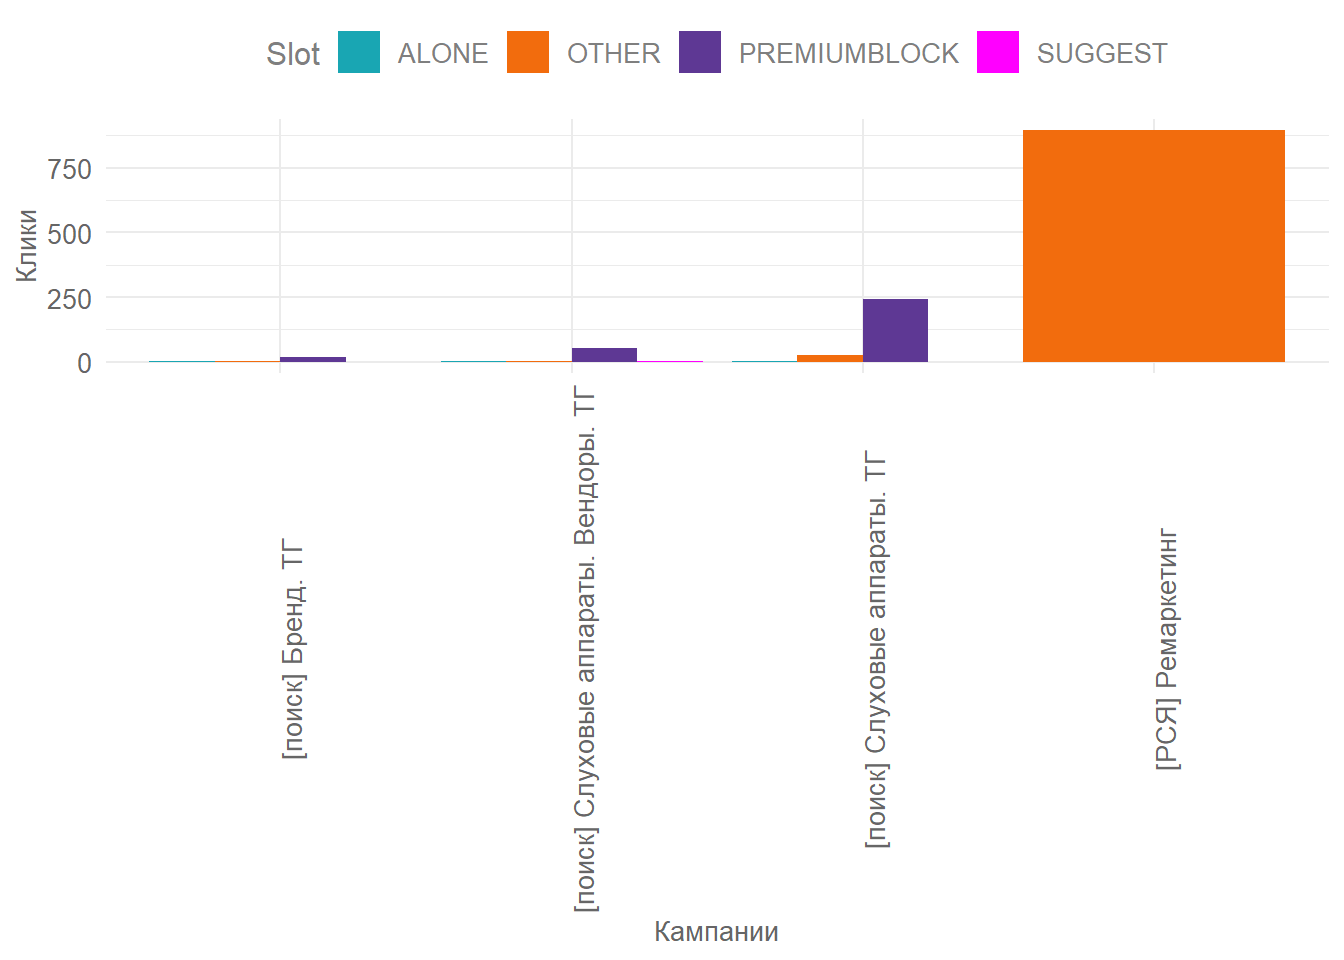 Slot ALONE OTHER PREMIUMBLOCK SUGGEST
Клики
750
500
250
0
[поиск] Бренд. ТГ
[поиск] Слуховые аппараты. Вендоры. ТГ
[поиск] Слуховые аппараты. ТГ
[РСЯ] Ремаркетинг
Кампании